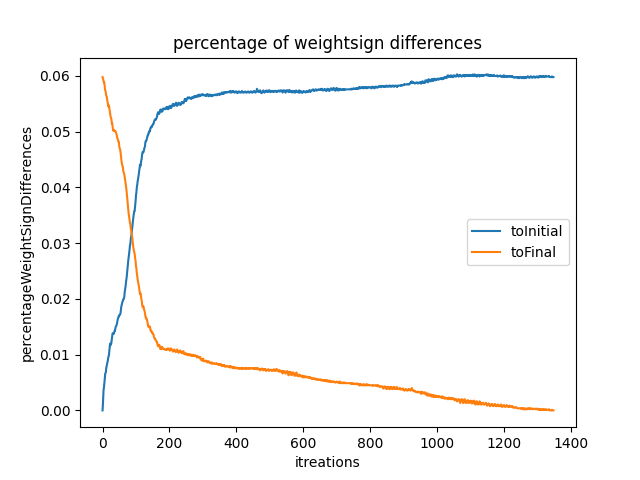 percentage of weightsign differences
percentageWeightSignDifferences
0.06
0.05
0.04
0.03
0.02
0.01
0.00
toInitial
toFinal
0 200 400 600 800 1000 1200 1400
itreations